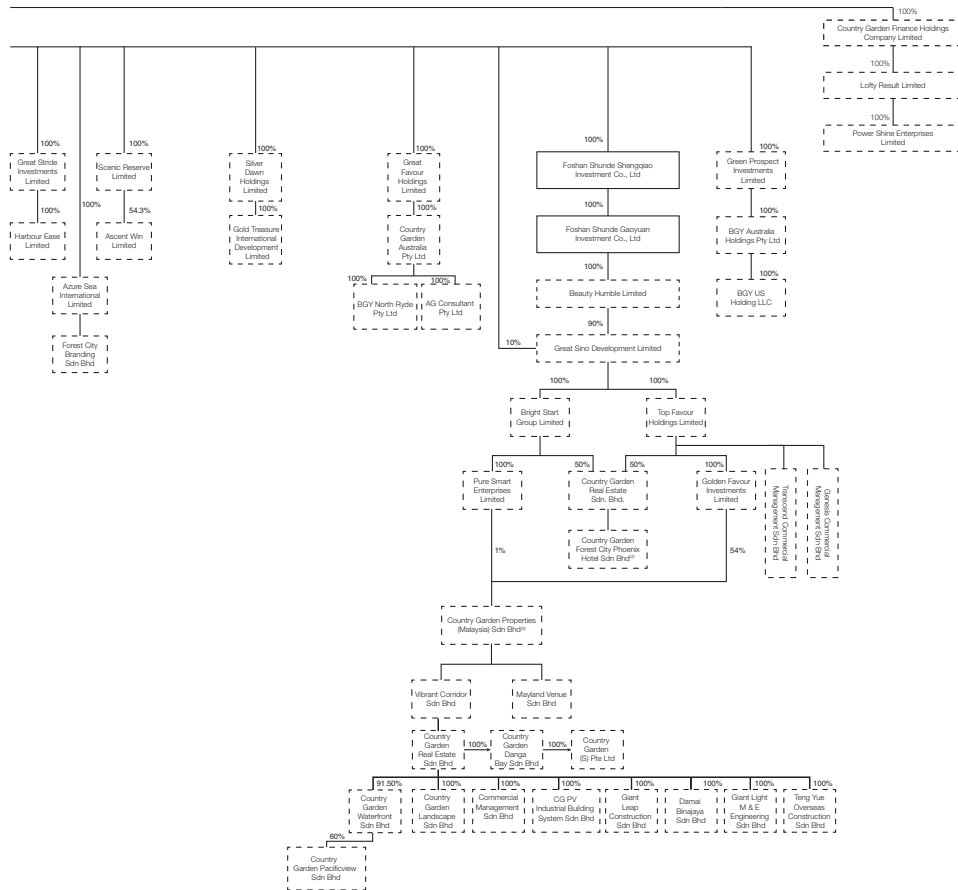 100%
Country Garden Finance Holdings
Company Limited
100%
Lofty Result Limited
100%
Power Shine Enterprises
Limited
100%
Great Stride
Investments
Limited
100%
Harbour Ease
Limited
100%
Azure Sea
International
Limited
Forest City
Branding
Sdn Bhd
100%
Scenic Reserve
Limited
54.3%
Ascent Win
Limited
100%
Silver
Dawn
Holdings
Limited
100%
Gold Treasure
International
Development
Limited
100%
Great
Favour
Holdings
Limited
100%
Country
Garden
Australia
Pty Ltd
100%
BGY North Ryde
Pty Ltd
100%
AG Consultant
Pty Ltd
100%
Foshan Shunde Shengqiao
Investment Co., Ltd
100%
Foshan Shunde Gaoyuan
Investment Co., Ltd
100%
Beauty Humble Limited
90%
10%
Great Sino Development Limited
100%
Green Prospect
Investments
Limited
100%
BGY Australia
Holdings Pty Ltd
100%
BGY US
Holding LLC
100%
100%
Bright Start
Group Limited
Top Favour
Holdings Limited
100%
50%
50%
100%
Pure Smart
Enterprises
Limited
Country Garden
Real Estate
Sdn. Bhd.
Golden Favour
Investments
Limited
Transcend Commercial
Management Sdn Bhd
Genesis Commercial
Management Sdn Bhd
Country Garden
Forest City Phoenix
Hotel Sdn Bhd
1%
54%
Country Garden Properties
(Malaysia) Sdn Bhd
Vibrant Corridor
Sdn Bhd
Mayland Venue
Sdn Bhd
Country
Garden
Real Estate
Sdn Bhd
100%
Country
Garden
Danga
Bay Sdn Bhd
100%
Country
Garden
(S) Pte Ltd
91.50%
100%
100%
100%
100%
100%
100%
100%
Country
Garden
Waterfront
Sdn Bhd
Country
Garden
Landscape
Sdn Bhd
Commercial
Management
Sdn Bhd
CG PV
Industrial Building
System Sdn Bhd
Giant
Leap
Construction
Sdn Bhd
Damai
Binajaya
Sdn Bhd
Giant Light
M & E
Engineering
Sdn Bhd
Teng Yue
Overseas
Construction
Sdn Bhd
60%
Country
Garden Pacificview
Sdn Bhd